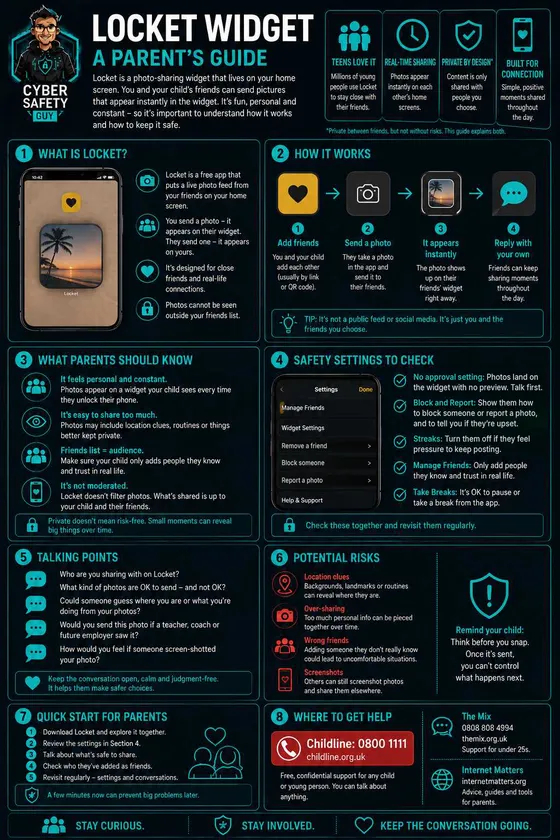 CYBER
SAFETY
GUY
LOCKET WIDGET
A PARENT'S GUIDE
Locket is a photo-sharing widget that lives on your home
screen. You and your child's friends can send pictures
that appear instantly in the widget. It's fun, personal and
constant – so it's important to understand how it works
and how to keep it safe.
TEENS LOVE IT
Millions of young
people use Locket to
stay close with their
friends.
REAL-TIME SHARING
Photos appear
instantly on each
other's home
screens.
PRIVATE BY DESIGN*
Content is only
shared with
people you
choose.
BUILT FOR
CONNECTION
Simple, positive
moments shared
throughout
the day.
*Private between friends, but not without risks. This guide explains both.
1 WHAT IS LOCKET?
10:42
Locket
Locket is a free app that
puts a live photo feed from
your friends on your home
screen.
You send a photo – it
appears on their widget.
They send one – it appears
on yours.
It's designed for close
friends and real-life
connections.
Photos cannot be seen
outside your friends list.
2 HOW IT WORKS
1
Add friends
You and your child
add each other
(usually by link
or QR code).
2
Send a photo
They take a photo
in the app and
send it to
their friends.
3
It appears
instantly
The photo shows
up on their
friends' widget
right away.
4
Reply with
your own
Friends can keep
sharing moments
throughout
the day.
TIP: It's not a public feed or social media. It's just you and the
friends you choose.
3 WHAT PARENTS SHOULD KNOW
It feels personal and constant.
Photos appear on a widget your child sees every time
they unlock their phone.
It's easy to share too much.
Photos may include location clues, routines or things
better kept private.
Friends list = audience.
Make sure your child only adds people they know
and trust in real life.
It's not moderated.
Locket doesn't filter photos. What's shared is up to
your child and their friends.
Private doesn't mean risk-free. Small moments can reveal
big things over time.
4 SAFETY SETTINGS TO CHECK
Settings
Done
Manage Friends
Widget Settings
Remove a friend
Block someone
Report a photo
Help & Support
No approval setting: Photos land on
the widget with no preview. Talk first.
Block and Report: Show them how
to block someone or report a photo,
and to tell you if they're upset.
Streaks: Turn them off if they feel
pressure to keep posting.
Manage Friends: Only add people they
know and trust in real life.
Take Breaks: It's OK to pause or
take a break from the app.
Check these together and revisit them regularly.
5 TALKING POINTS
Who are you sharing with on Locket?
What kind of photos are OK to send – and not OK?
Could someone guess where you are or what you're
doing from your photos?
Would you send this photo if a teacher, coach or
future employer saw it?
How would you feel if someone screen-shotted
your photo?
Keep the conversation open, calm and judgment-free.
It helps them make safer choices.
6 POTENTIAL RISKS
Location clues
Backgrounds, landmarks or routines
can reveal where they are.
Over-sharing
Too much personal info can be pieced
together over time.
Wrong friends
Adding someone they don't really know
could lead to uncomfortable situations.
Screenshots
Others can still screenshot photos
and share them elsewhere.
Remind your child:
Think before you snap.
Once it's sent,
you can't control
what happens next.
7 QUICK START FOR PARENTS
1 Download Locket and explore it together.
2 Review the settings in Section 4.
3 Talk about what's safe to share.
4 Check who they've added as friends.
5 Revisit regularly – settings and conversations.
A few minutes now can prevent big problems later.
8 WHERE TO GET HELP
Childline: 0800 1111
childline.org.uk
Free, confidential support for any child
or young person. You can talk about
anything.
The Mix
0808 808 4994
themix.org.uk
Support for under 25s.
Internet Matters
internetmatters.org
Advice, guides and tools
for parents.
STAY CURIOUS.
STAY INVOLVED.
KEEP THE CONVERSATION GOING.